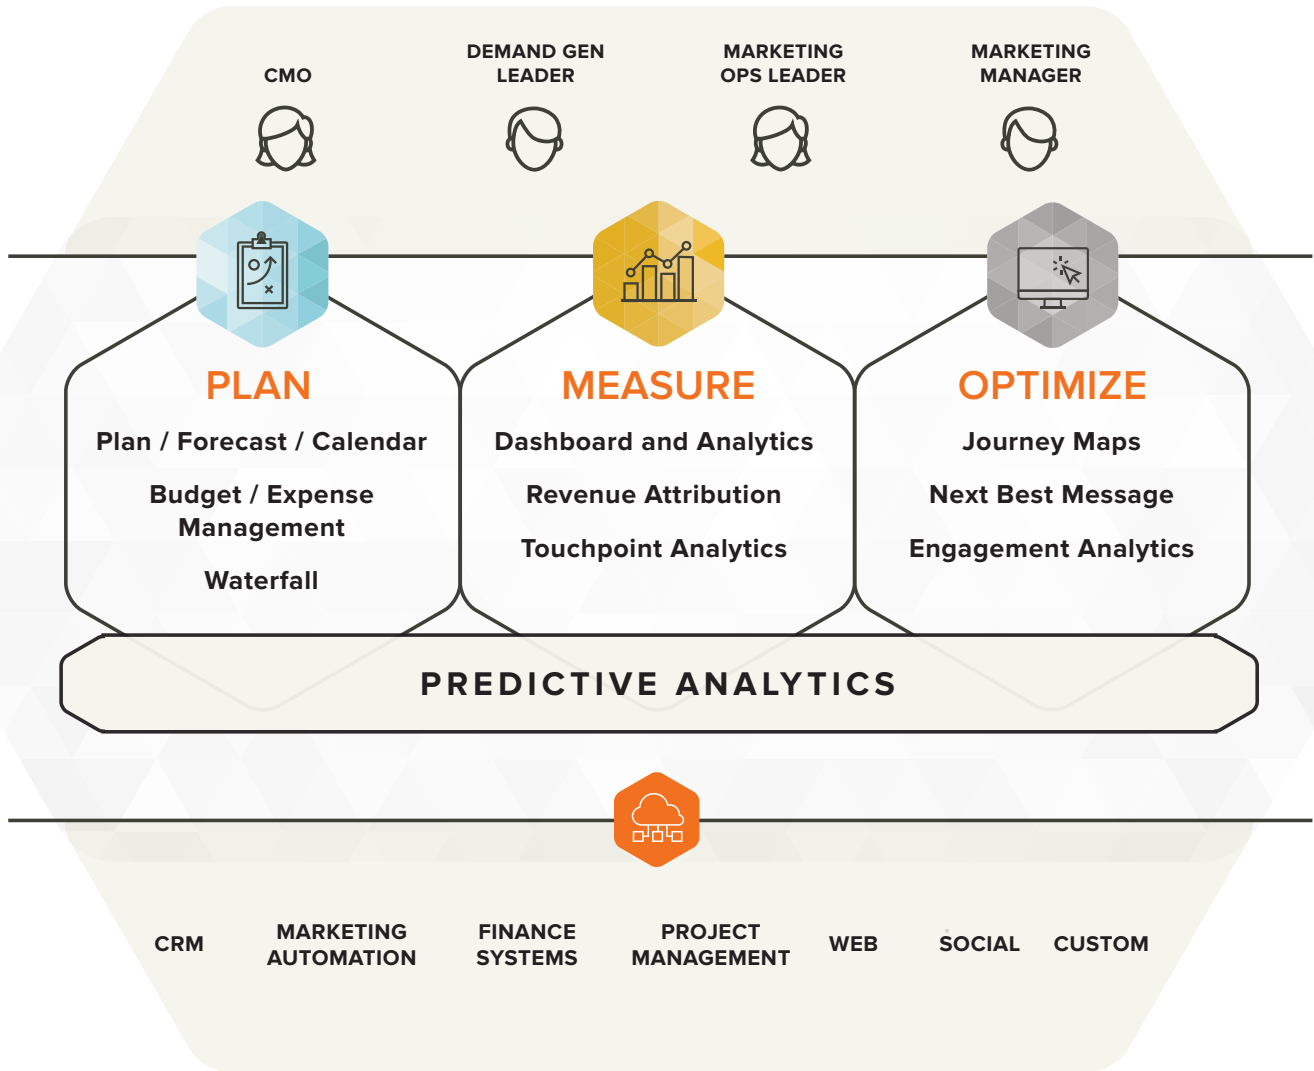 CMO
DEMAND GEN
LEADER
MARKETING
OPS LEADER
MARKETING
MANAGER
PLAN
Plan / Forecast / Calendar
Budget / Expense
Management
Waterfall
MEASURE
Dashboard and Analytics
Revenue Attribution
Touchpoint Analytics
OPTIMIZE
Journey Maps
Next Best Message
Engagement Analytics
PREDICTIVE ANALYTICS
CRM
MARKETING
AUTOMATION
FINANCE
SYSTEMS
PROJECT
MANAGEMENT
WEB
SOCIAL
CUSTOM